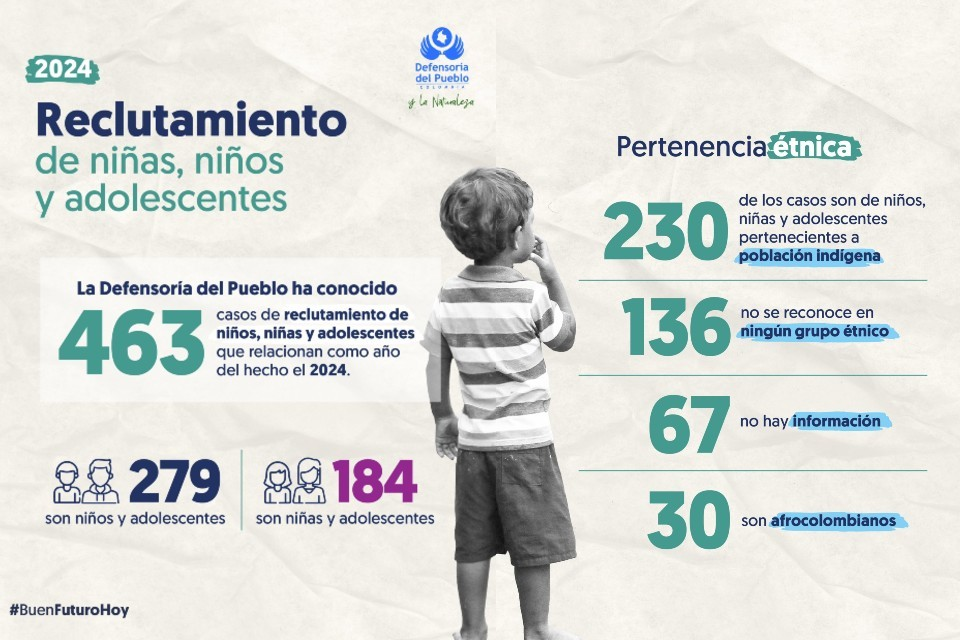 2024
Reclutamiento
de niñas, niños
y adolescentes
Defensoría
del Pueblo
COLOMBIA
y la Naturaleza
La Defensoría del Pueblo ha conocido
463
casos de reclutamiento de
niños, niñas y adolescentes
que relacionan como año
del hecho el 2024.
279
son niños y adolescentes
184
son niñas y adolescentes
Pertenencia étnica
230
de los casos son de niños,
niñas y adolescentes
pertenecientes a
población indígena
136
no se reconoce en
ningún grupo étnico
67
no hay información
30
son afrocolombianos
#BuenFuturoHoy